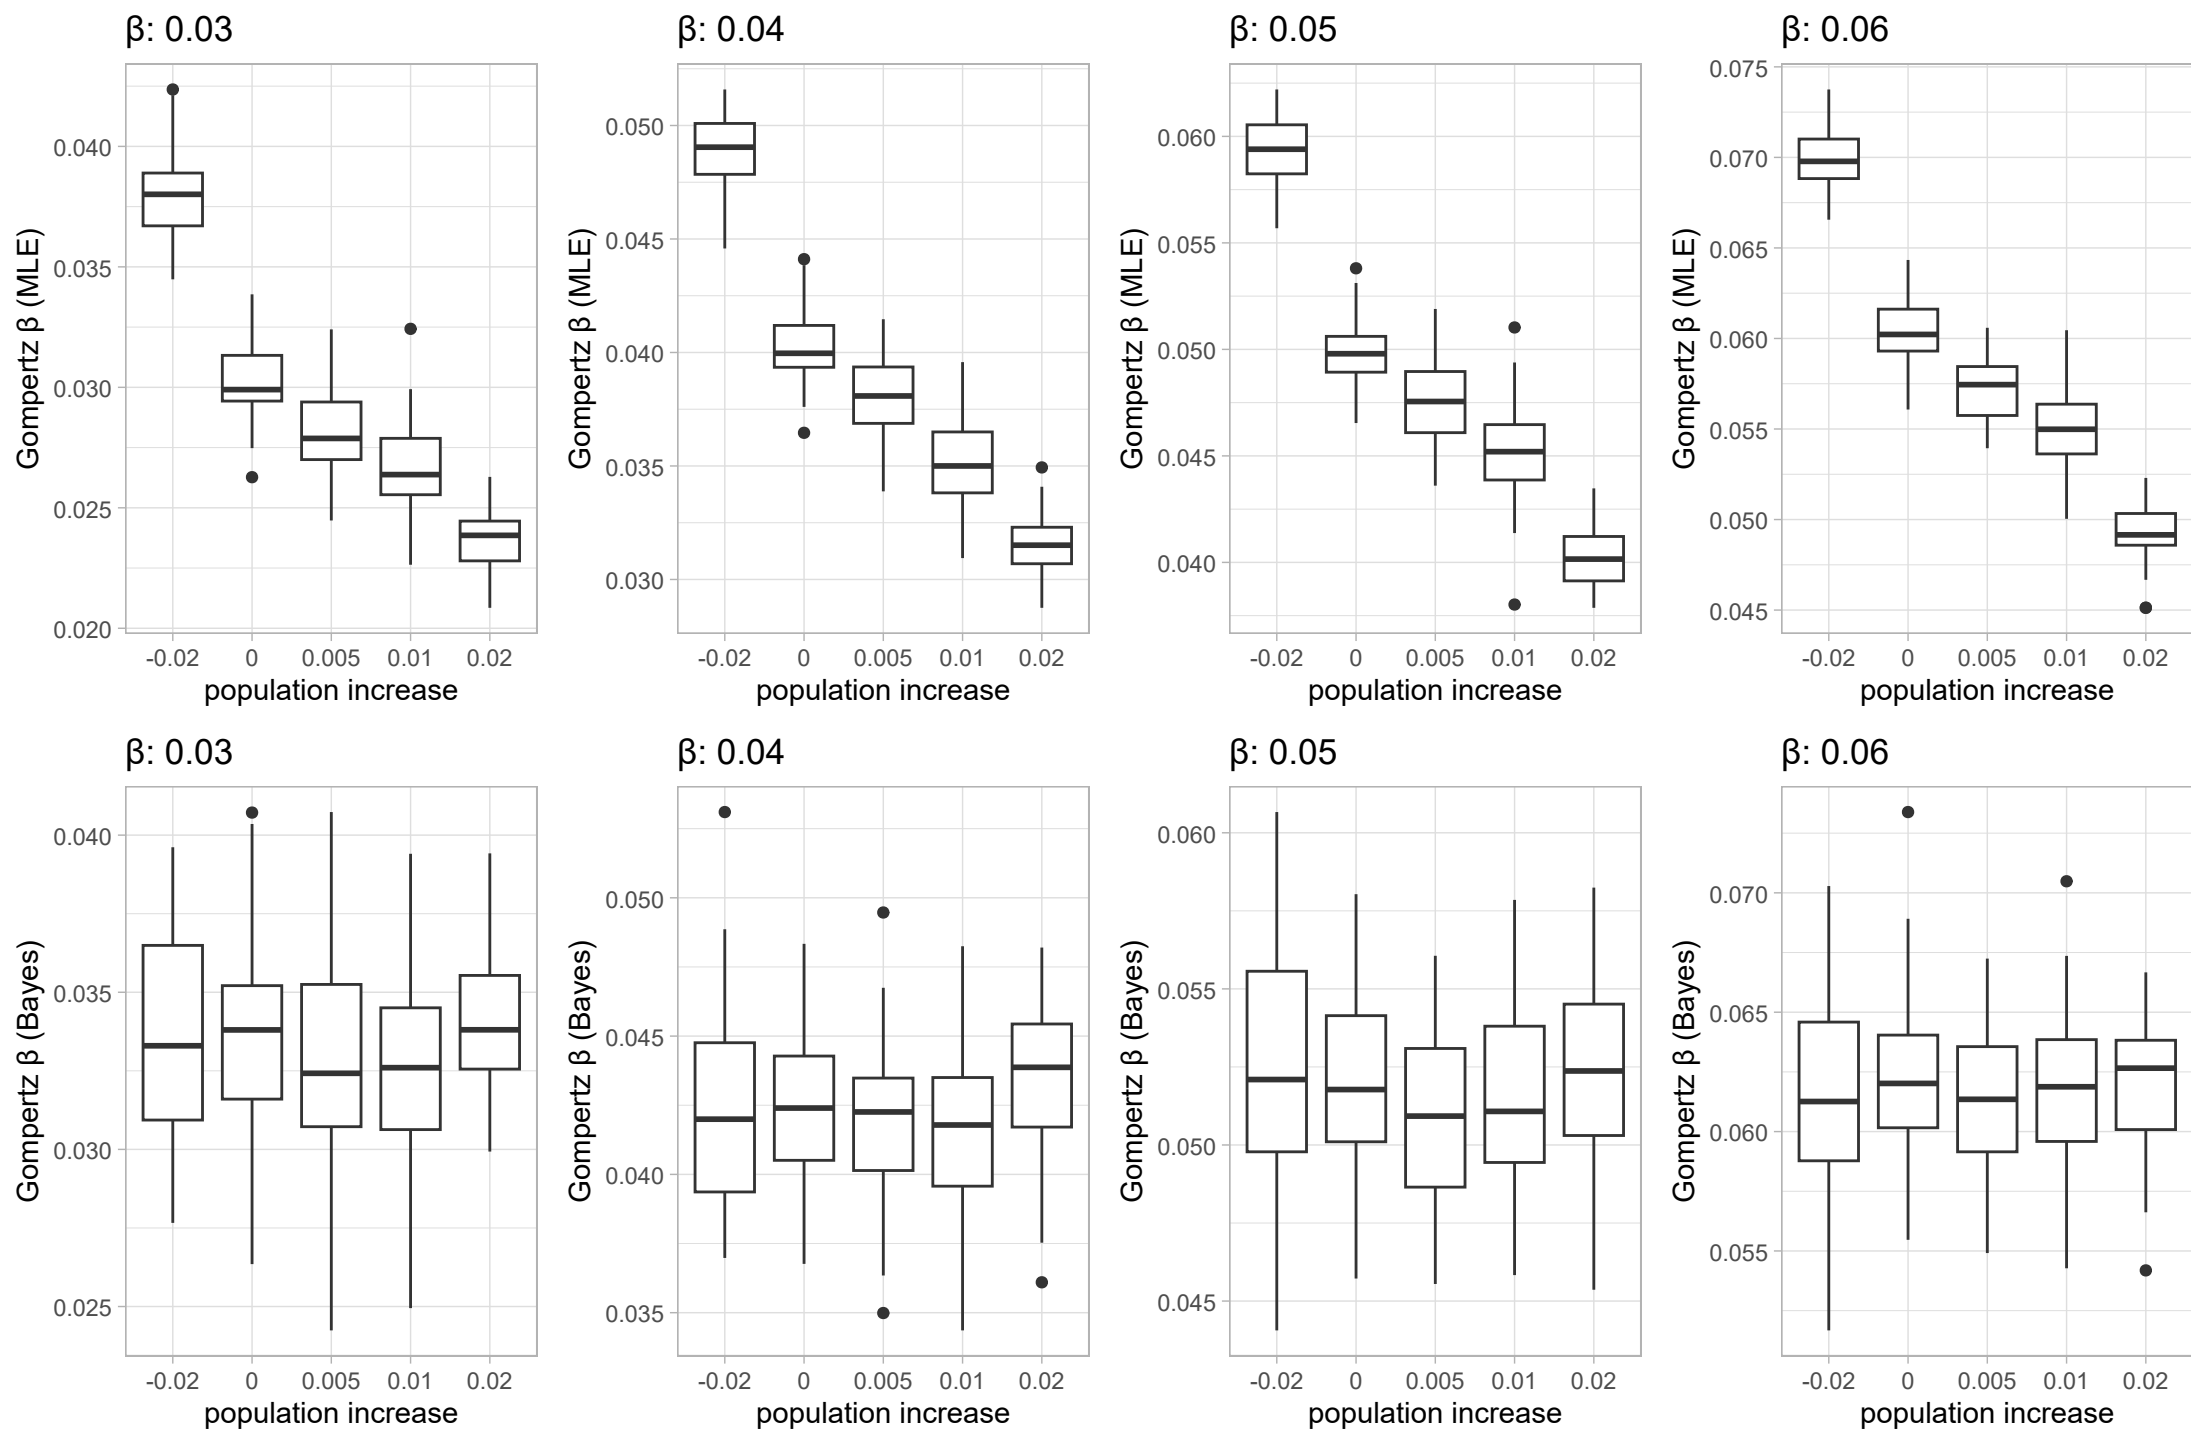 β: 0.03
β: 0.04
β: 0.05
β: 0.06
Gompertz β (MLE)
0.040
0.035
0.030
0.025
0.020
-0.02 0 0.005 0.01 0.02
population increase
Gompertz β (MLE)
0.050
0.045
0.040
0.035
0.030
-0.02 0 0.005 0.01 0.02
population increase
Gompertz β (MLE)
0.060
0.055
0.050
0.045
0.040
-0.02 0 0.005 0.01 0.02
population increase
Gompertz β (MLE)
0.075
0.070
0.065
0.060
0.055
0.050
0.045
-0.02 0 0.005 0.01 0.02
population increase
β: 0.03
β: 0.04
β: 0.05
β: 0.06
Gompertz β (Bayes)
0.040
0.035
0.030
0.025
-0.02 0 0.005 0.01 0.02
population increase
Gompertz β (Bayes)
0.050
0.045
0.040
0.035
-0.02 0 0.005 0.01 0.02
population increase
Gompertz β (Bayes)
0.060
0.055
0.050
0.045
-0.02 0 0.005 0.01 0.02
population increase
Gompertz β (Bayes)
0.070
0.065
0.060
0.055
-0.02 0 0.005 0.01 0.02
population increase